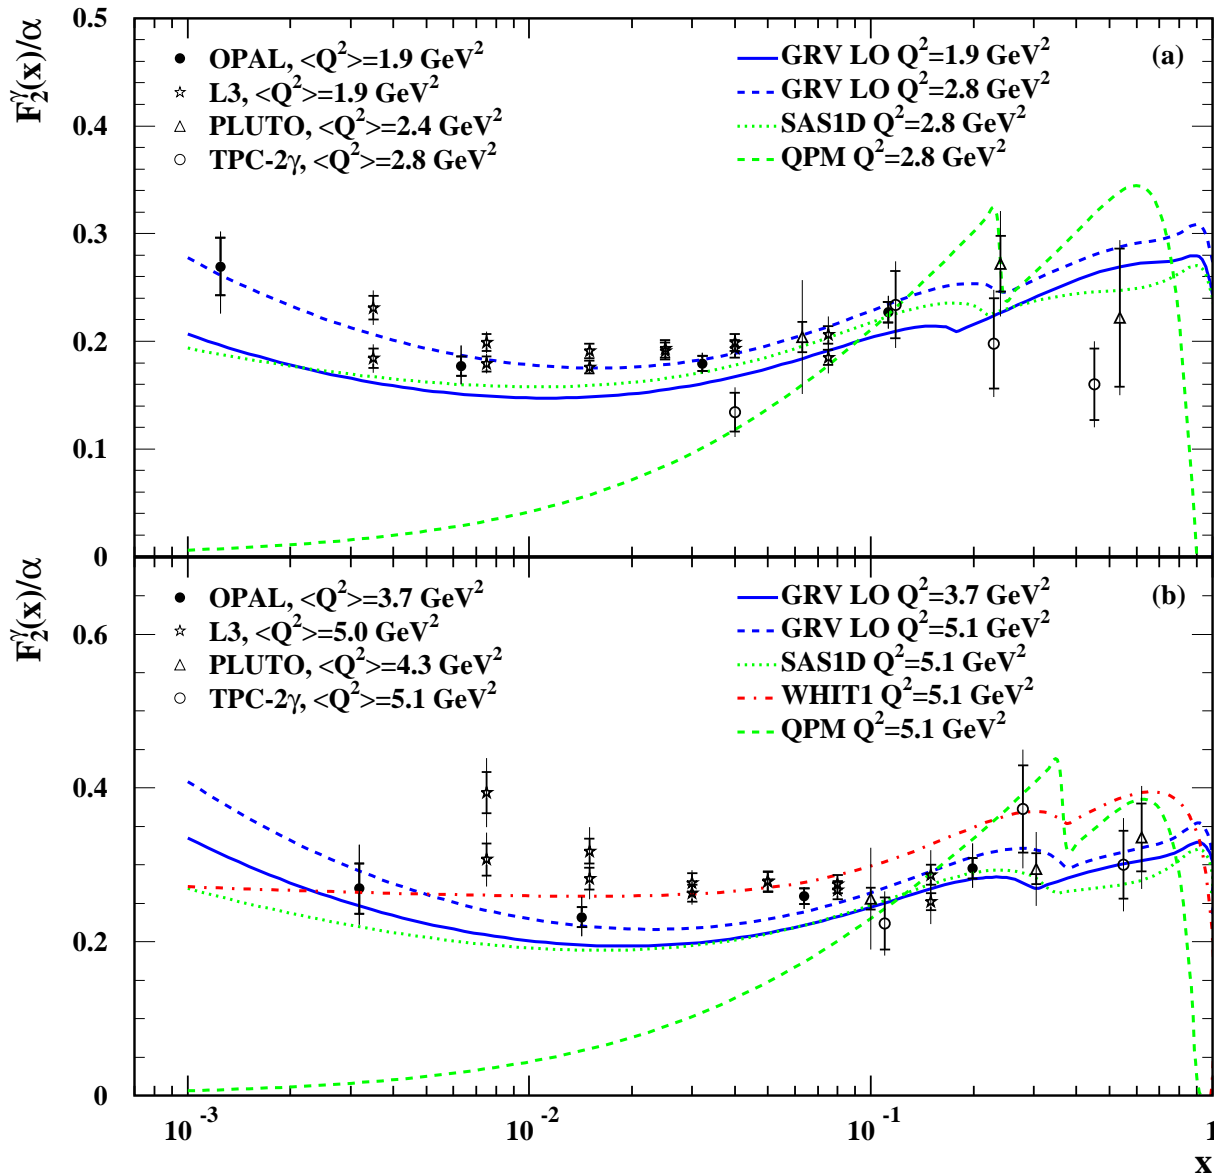 F₂^γ(x)/α
0.5
0.4
0.3
0.2
0.1
0
OPAL, <Q²>=1.9 GeV²
L3, <Q²>=1.9 GeV²
PLUTO, <Q²>=2.4 GeV²
TPC-2γ, <Q²>=2.8 GeV²
GRV LO Q²=1.9 GeV²
GRV LO Q²=2.8 GeV²
SAS1D Q²=2.8 GeV²
QPM Q²=2.8 GeV²
(a)
F₂^γ(x)/α
0.6
0.4
0.2
0
OPAL, <Q²>=3.7 GeV²
L3, <Q²>=5.0 GeV²
PLUTO, <Q²>=4.3 GeV²
TPC-2γ, <Q²>=5.1 GeV²
GRV LO Q²=3.7 GeV²
GRV LO Q²=5.1 GeV²
SAS1D Q²=5.1 GeV²
WHIT1 Q²=5.1 GeV²
QPM Q²=5.1 GeV²
(b)
10⁻³ 10⁻² 10⁻¹ 1
x